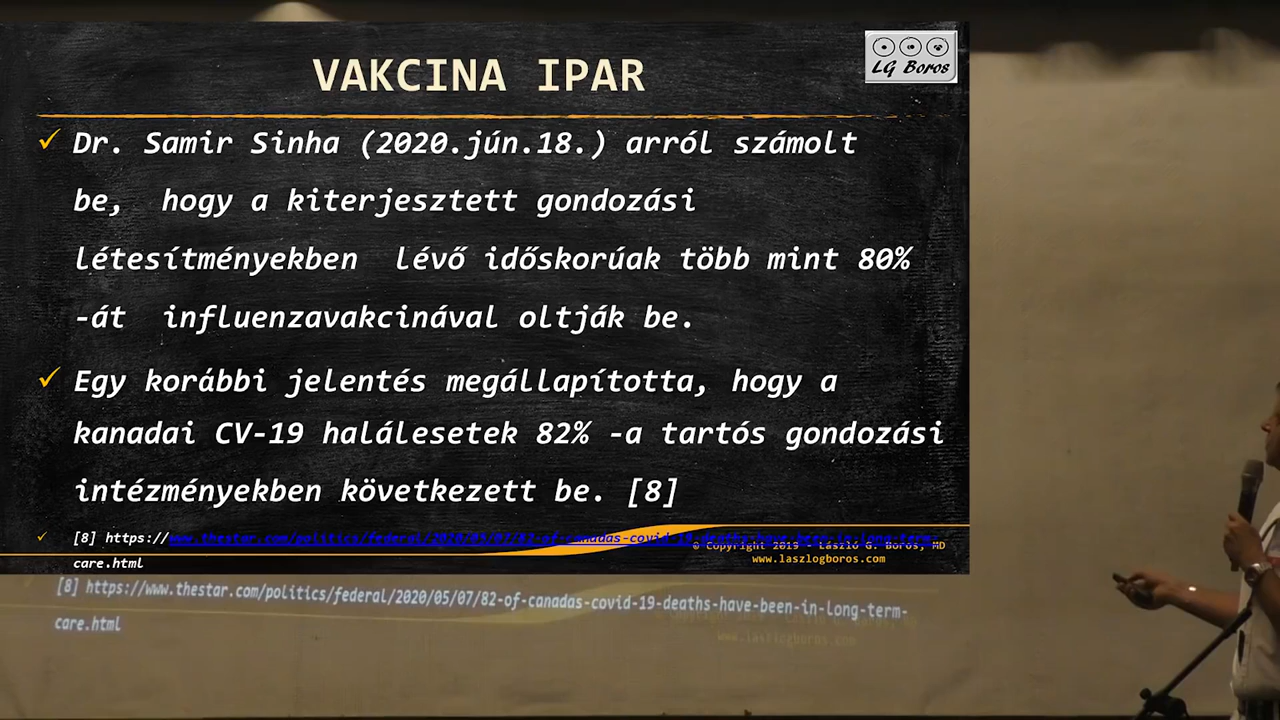 VAKCINA IPAR
LG Boros
✓ Dr. Samir Sinha (2020.jún.18.) arról számolt
be, hogy a kiterjesztett gondozási
létesítményekben lévő időskorúak több mint 80%
-át influenzavakcinával oltják be.
✓ Egy korábbi jelentés megállapította, hogy a
kanadai CV-19 halálesetek 82% -a tartós gondozási
intézményekben következett be. [8]
✓ [8] https://www.thestar.com/politics/federal/2020/05/07/82-of-canadas-covid-19-deaths-have-been-in-long-term-
care.html
© Copyright 2019 - László G. Boros, MD
www.laszlogboros.com
[8] https://www.thestar.com/politics/federal/2020/05/07/82-of-canadas-covid-19-deaths-have-been-in-long-term-
care.html
www.laszlogboros.com